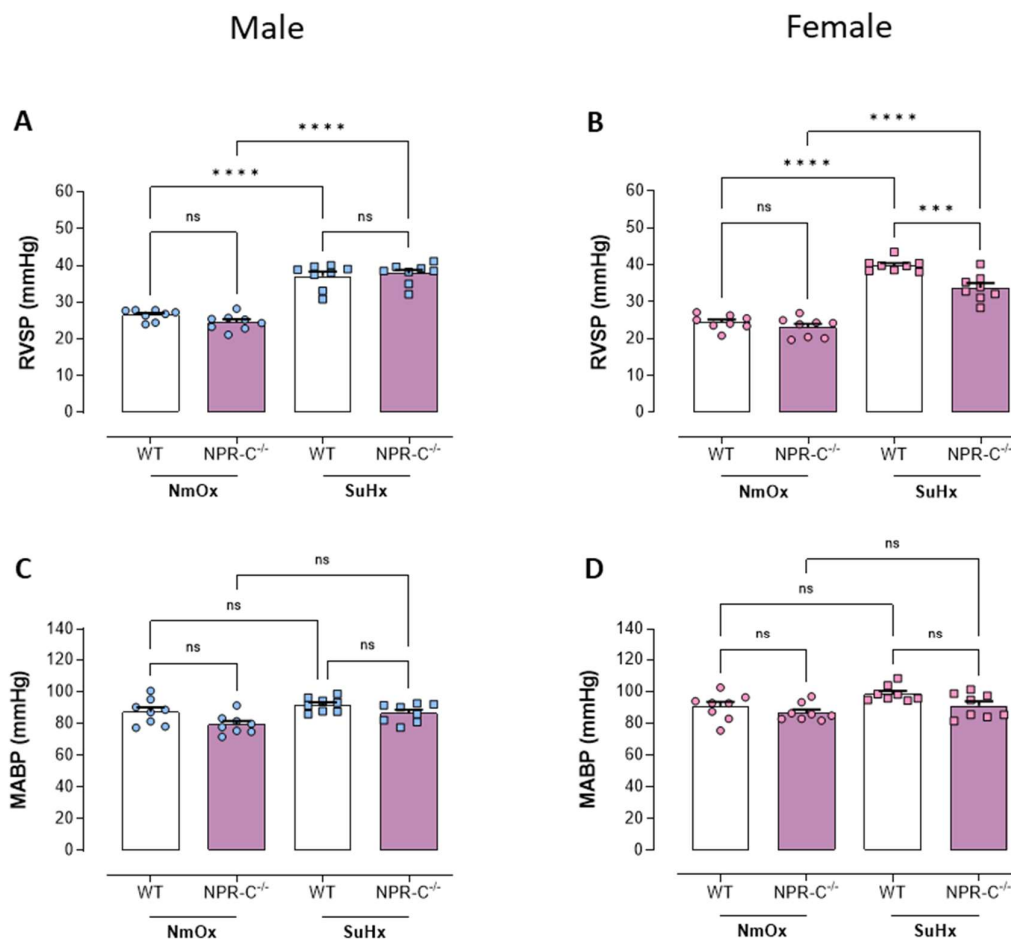 Male
Female
A
****
****
ns
ns
60
50
40
30
20
10
0
RVSP (mmHg)
WT
NPR-C⁻/⁻
WT
NPR-C⁻/⁻
NmOx
SuHx
B
****
****
***
ns
60
50
40
30
20
10
0
RVSP (mmHg)
WT
NPR-C⁻/⁻
WT
NPR-C⁻/⁻
NmOx
SuHx
C
ns
ns
ns
ns
140
120
100
80
60
40
20
0
MABP (mmHg)
WT
NPR-C⁻/⁻
WT
NPR-C⁻/⁻
NmOx
SuHx
D
ns
ns
ns
ns
140
120
100
80
60
40
20
0
MABP (mmHg)
WT
NPR-C⁻/⁻
WT
NPR-C⁻/⁻
NmOx
SuHx